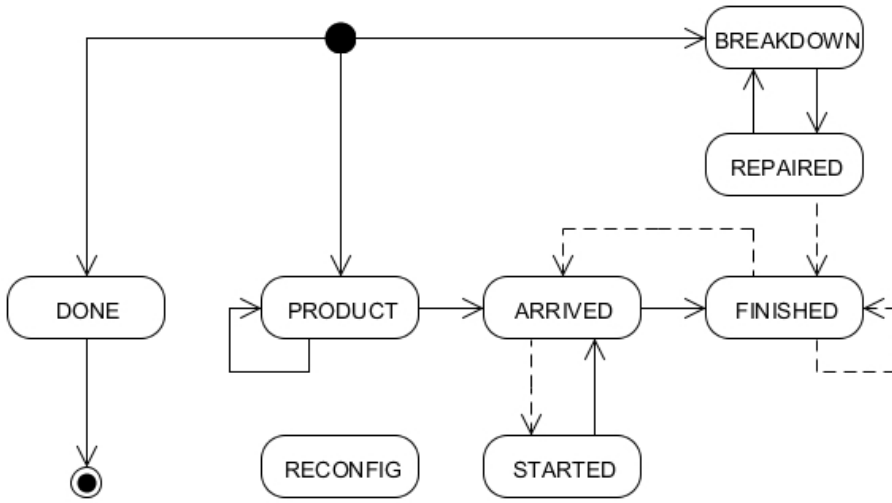 BREAKDOWN
REPAIRED
DONE
PRODUCT
ARRIVED
FINISHED
RECONFIG
STARTED